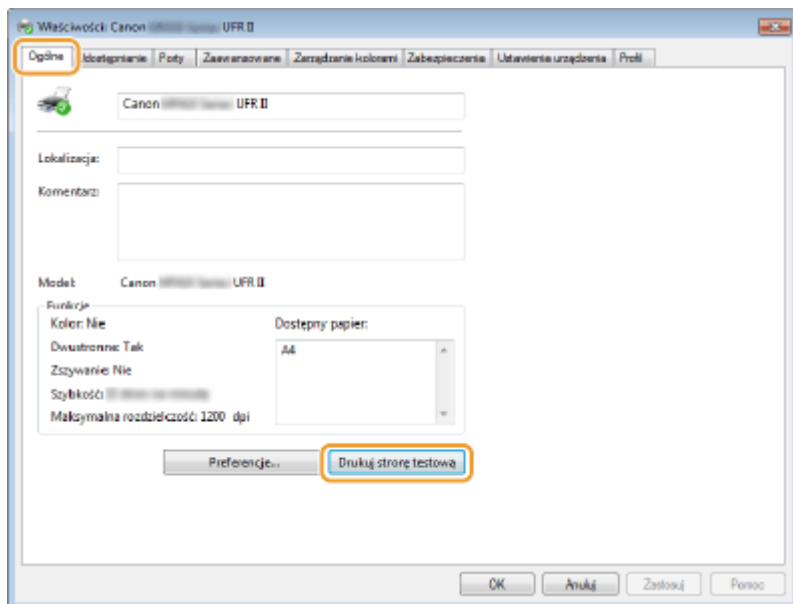 Właściwości: Canon UFR II
Ogólne Udostępnianie Porty Zaawansowane Zarządzanie kolorami Zabezpieczenia Ustawienia urządzenia Profil
Canon UFR II
Lokalizacja:
Komentarz:
Model: Canon UFR II
Funkcje
Kolor: Nie Dostępny papier:
Dwustronne: Tak A4
Zszywanie: Nie
Szybkość:
Maksymalna rozdzielczość: 1200 dpi
Preferencje... Drukuj stronę testową
OK Anuluj Zastosuj Pomoc